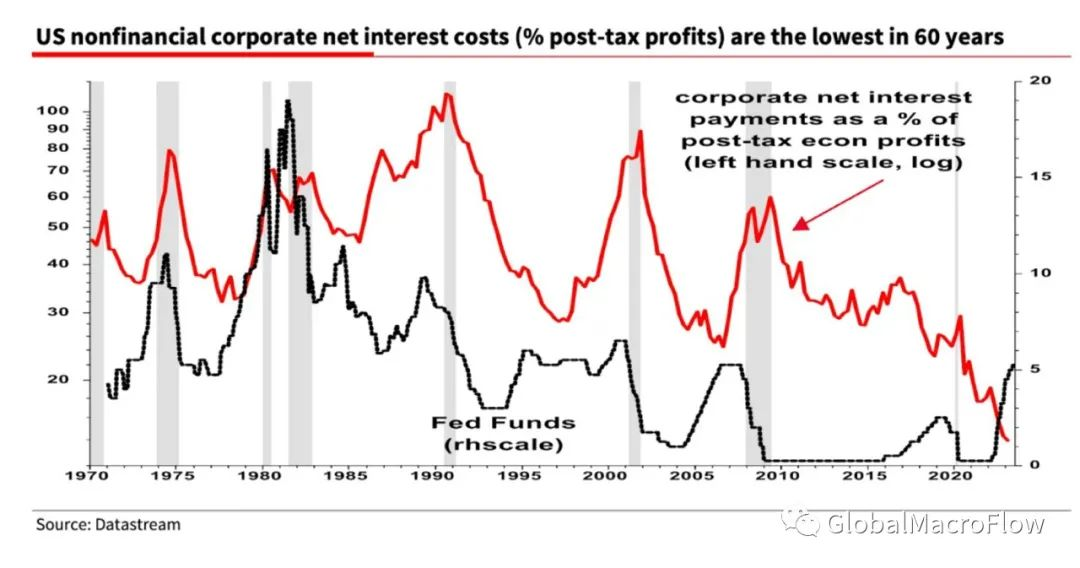 US nonfinancial corporate net interest costs (% post-tax profits) are the lowest in 60 years
20
100
90
80
70
60
50
40
30
20
corporate net interest
payments as a % of
post-tax econ profits
(left hand scale, log)
15
10
5
0
Fed Funds
(rhscale)
1970 1975 1980 1985 1990 1995 2000 2005 2010 2015 2020
Source: Datastream
GlobalMacroFlow